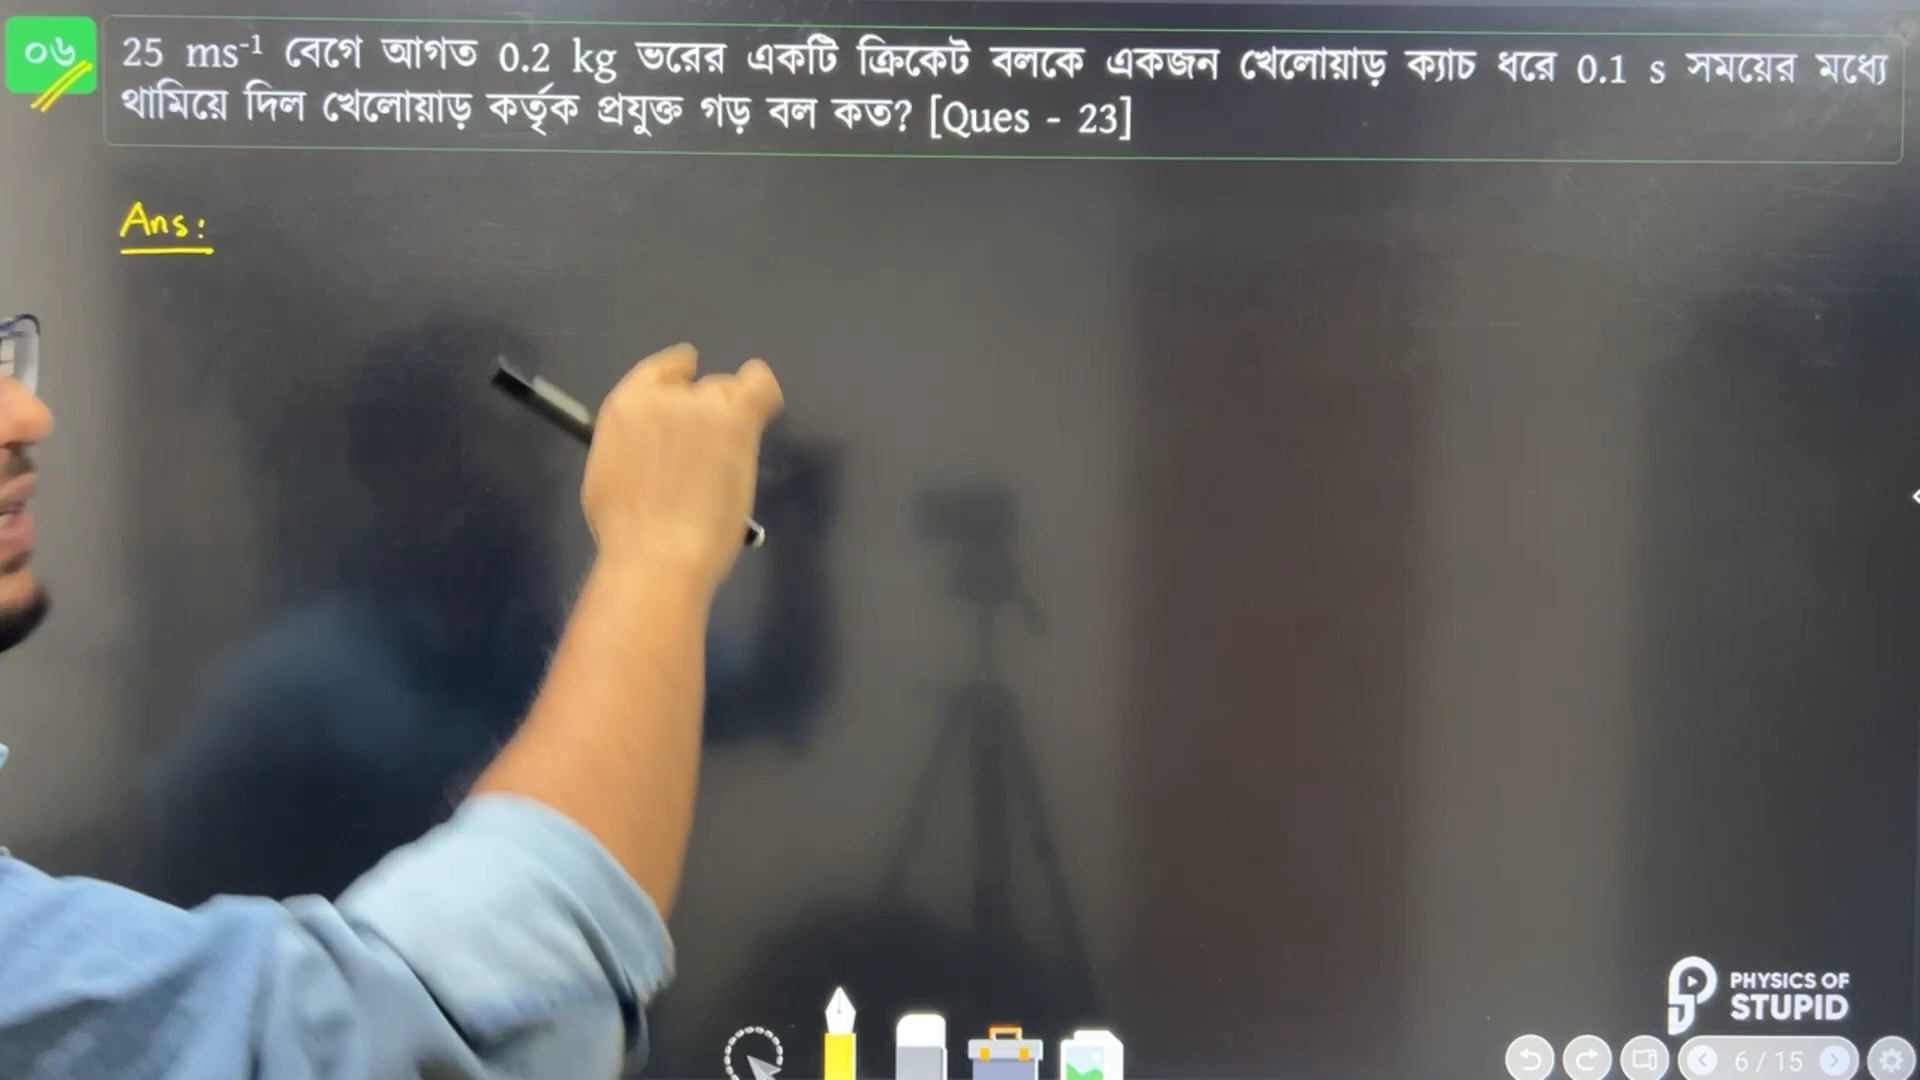 ০৬
25 ms⁻¹ বেগে আগত 0.2 kg ভরের একটি ক্রিকেট বলকে একজন খেলোয়াড় ক্যাচ ধরে 0.1 s সময়ের মধ্যে
থামিয়ে দিল খেলোয়াড় কর্তৃক প্রযুক্ত গড় বল কত? [Ques - 23]
Ans:
PHYSICS OF
STUPID
6 / 15